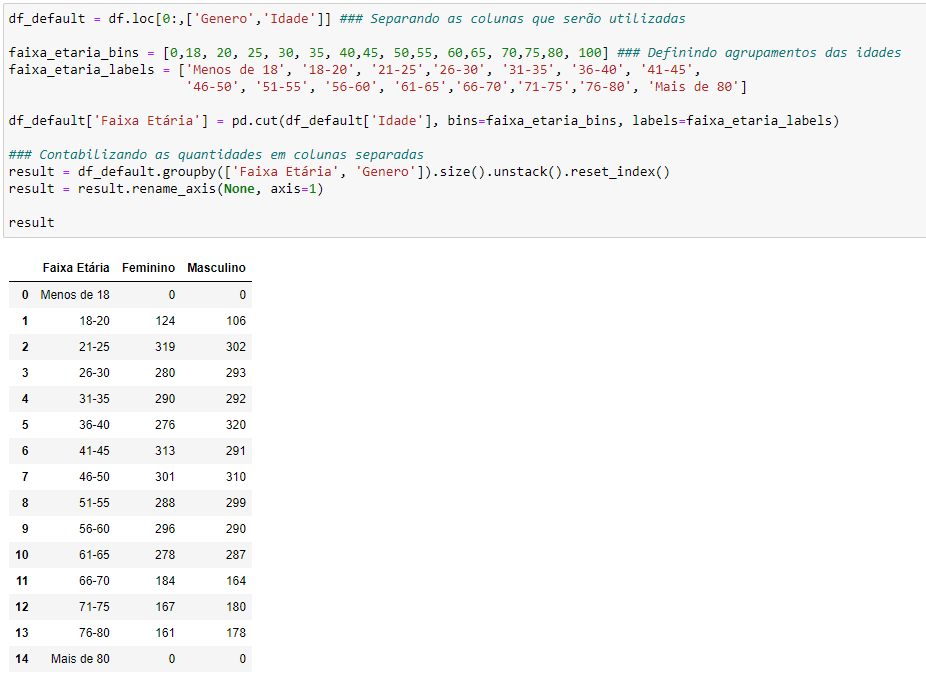 df_default = df.loc[0:,['Genero','Idade']] ### Separando as colunas que serão utilizadas
faixa_etaria_bins = [0,18, 20, 25, 30, 35, 40,45, 50,55, 60,65, 70,75,80, 100] ### Definindo agrupamentos das idades
faixa_etaria_labels = ['Menos de 18', '18-20', '21-25','26-30', '31-35', '36-40', '41-45',
'46-50', '51-55', '56-60', '61-65','66-70','71-75','76-80', 'Mais de 80']
df_default['Faixa Etária'] = pd.cut(df_default['Idade'], bins=faixa_etaria_bins, labels=faixa_etaria_labels)
### Contabilizando as quantidades em colunas separadas
result = df_default.groupby(['Faixa Etária', 'Genero']).size().unstack().reset_index()
result = result.rename_axis(None, axis=1)
result
Faixa Etária Feminino Masculino
0 Menos de 18 0 0
1 18-20 124 106
2 21-25 319 302
3 26-30 280 293
4 31-35 290 292
5 36-40 276 320
6 41-45 313 291
7 46-50 301 310
8 51-55 288 299
9 56-60 296 290
10 61-65 278 287
11 66-70 184 164
12 71-75 167 180
13 76-80 161 178
14 Mais de 80 0 0